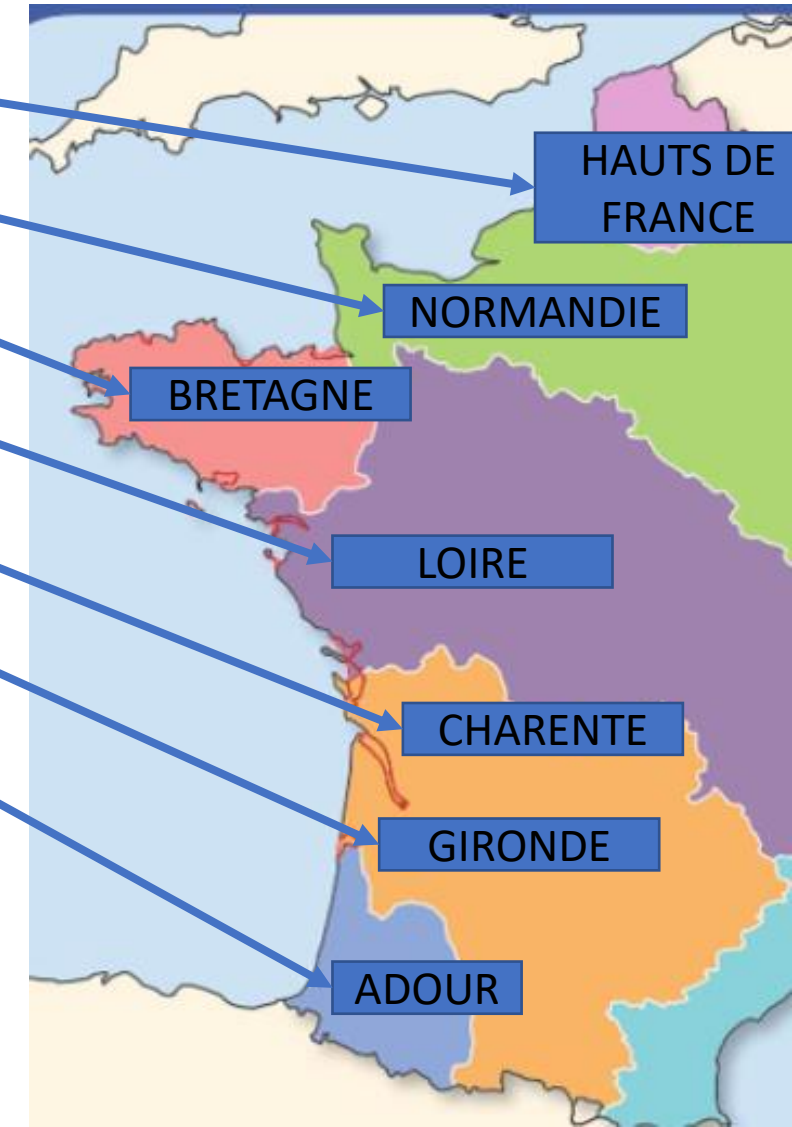 HAUTS DE
FRANCE
NORMANDIE
BRETAGNE
LOIRE
CHARENTE
GIRONDE
ADOUR